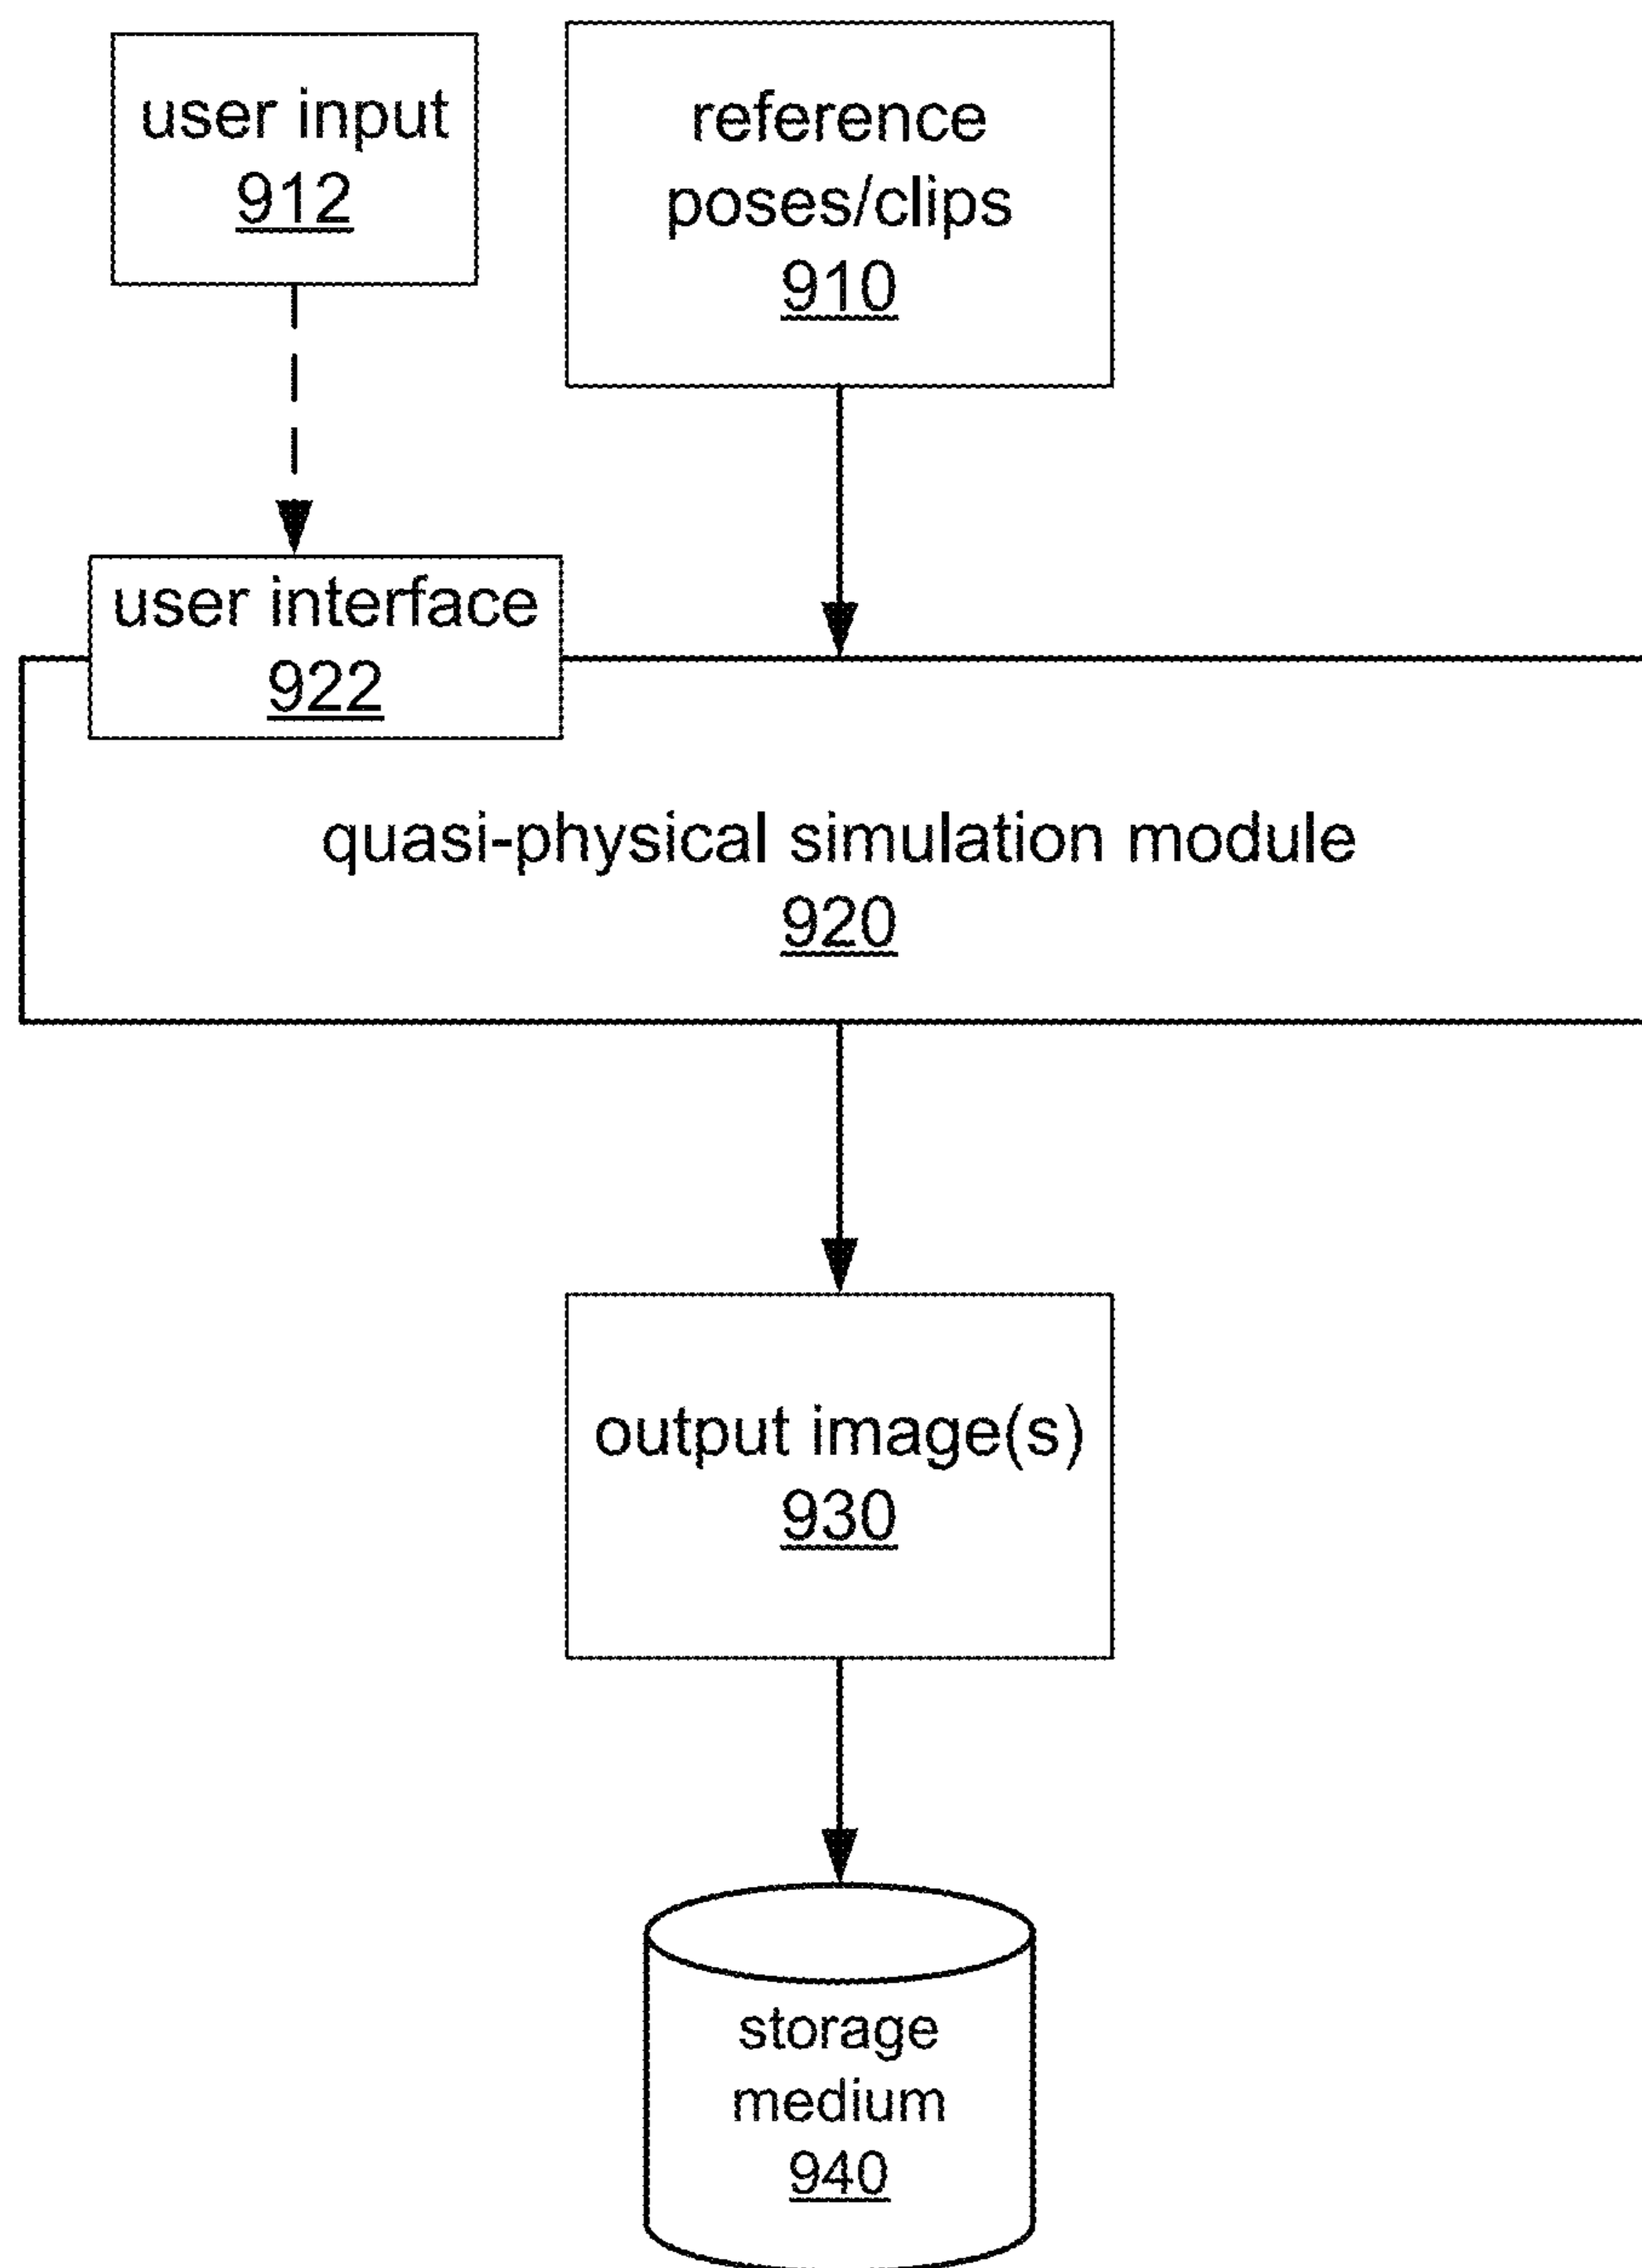 user input
912
reference
poses/clips
910
user interface
922
quasi-physical simulation module
920
output image(s)
930
storage
medium
940